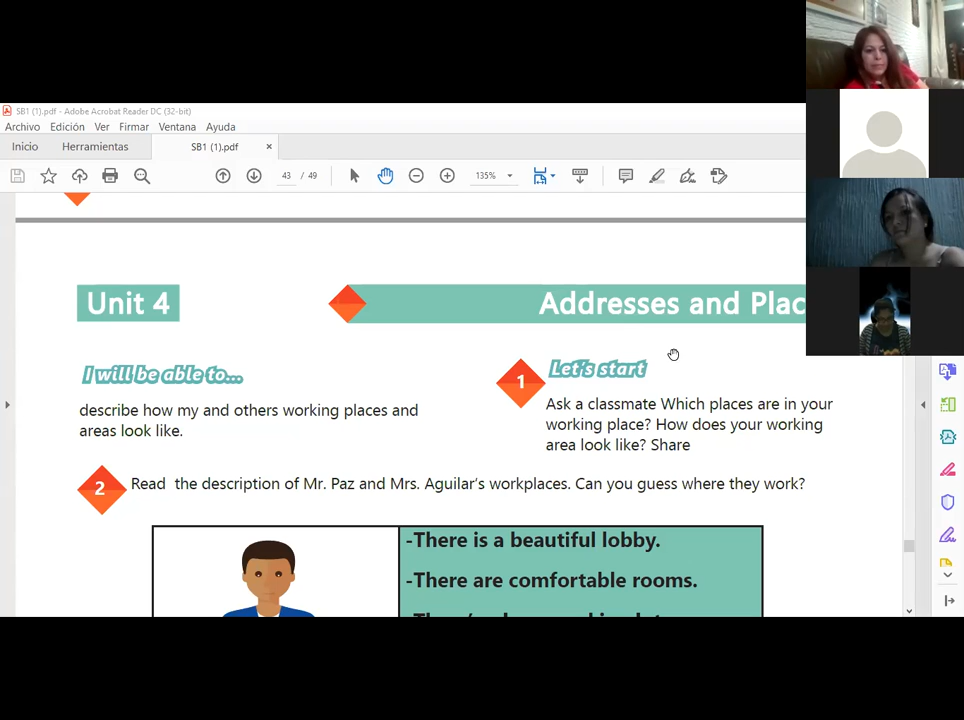 SB1 (1).pdf - Adobe Acrobat Reader DC (32-bit)
Archivo Edición Ver Firmar Ventana Ayuda
Inicio Herramientas SB1 (1).pdf ×
43 / 49 135%
Unit 4
Addresses and Plac
I will be able to...
describe how my and others working places and
areas look like.
1
Let's start
Ask a classmate Which places are in your
working place? How does your working
area look like? Share
2
Read the description of Mr. Paz and Mrs. Aguilar's workplaces. Can you guess where they work?
-There is a beautiful lobby.
-There are comfortable rooms.